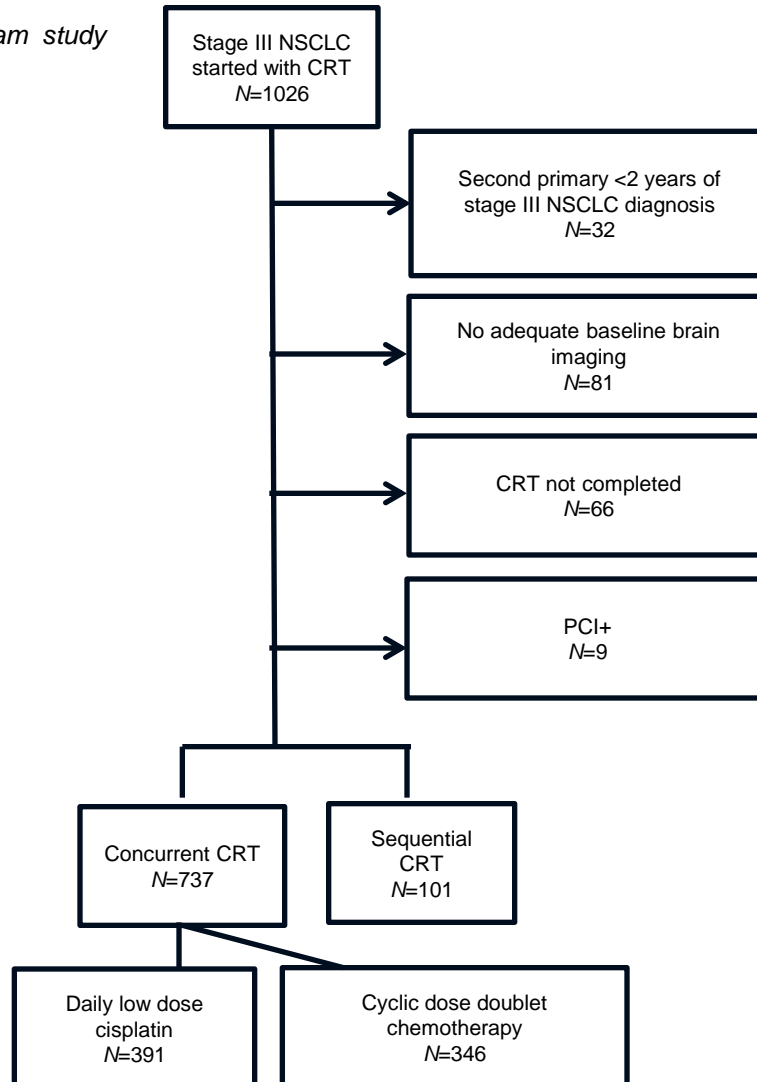 am study
Stage III NSCLC
started with CRT
N=1026
Second primary <2 years of
stage III NSCLC diagnosis
N=32
No adequate baseline brain
imaging
N=81
CRT not completed
N=66
PCI+
N=9
Concurrent CRT
N=737
Sequential
CRT
N=101
Daily low dose
cisplatin
N=391
Cyclic dose doublet
chemotherapy
N=346